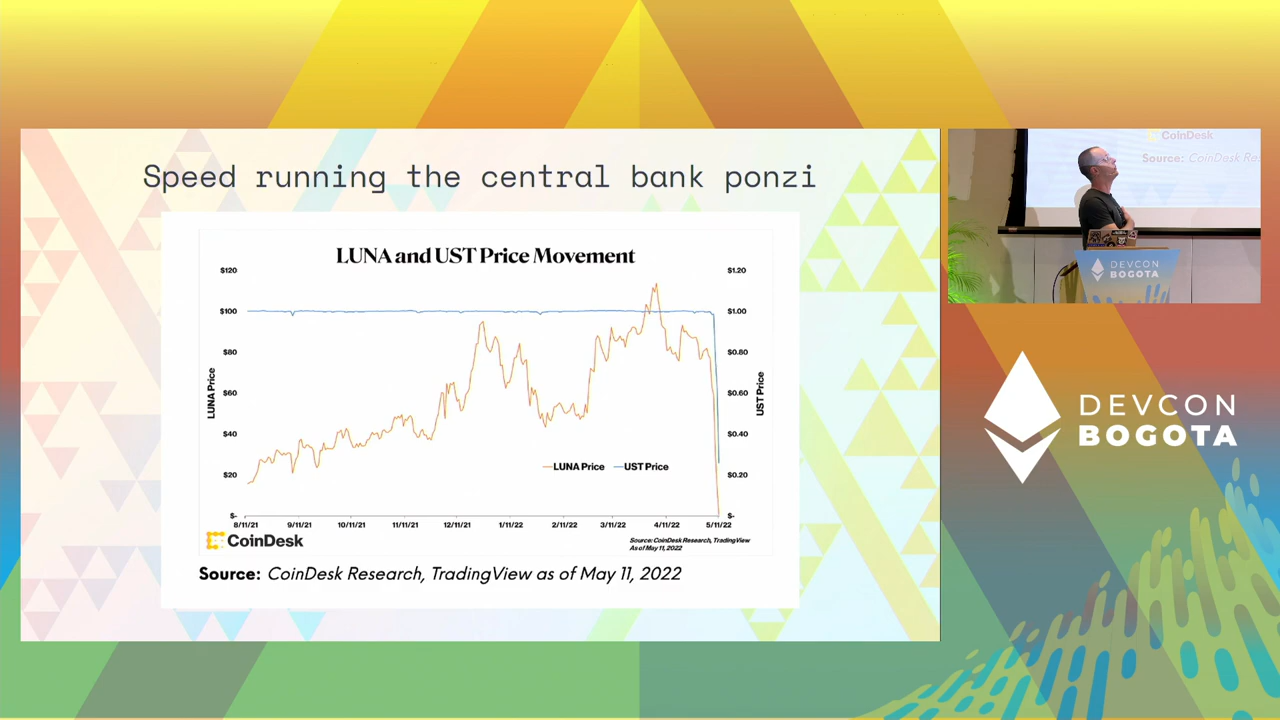 Speed running the central bank ponzi
LUNA and UST Price Movement
$120
$100
$80
$60
$40
$20
$-
LUNA Price
$1.20
$1.00
$0.80
$0.60
$0.40
$0.20
$-
UST Price
LUNA Price
UST Price
8/11/21
9/11/21
10/11/21
11/11/21
12/11/21
1/11/22
2/11/22
3/11/22
4/11/22
5/11/22
CoinDesk
Source: CoinDesk Research, TradingView
As of May 11, 2022
Source: CoinDesk Research, TradingView as of May 11, 2022
CoinDesk
Source: CoinDesk Re
DEVCON
BOGOTA
DEVCON
BOGOTA